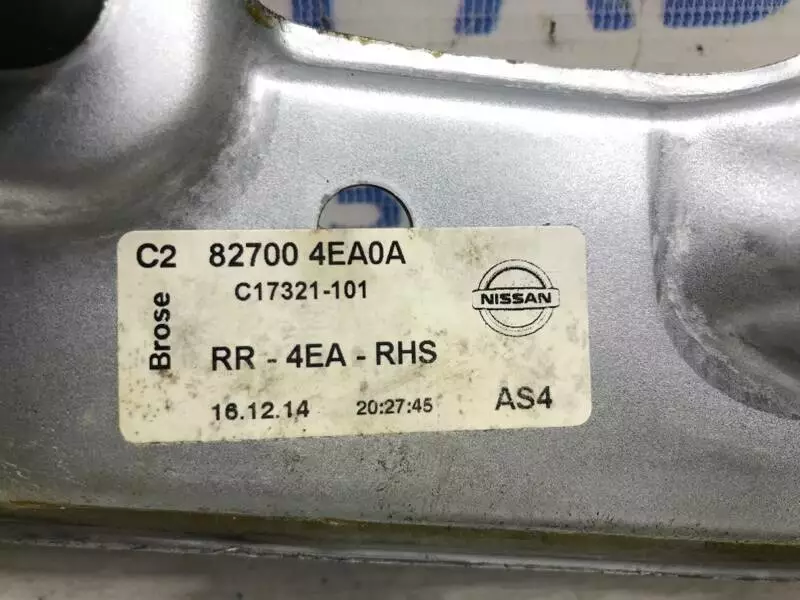 C2 82700 4EA0A
C17321-101
Brose
NISSAN
RR - 4EA - RHS
16.12.14 20:27:45 AS4